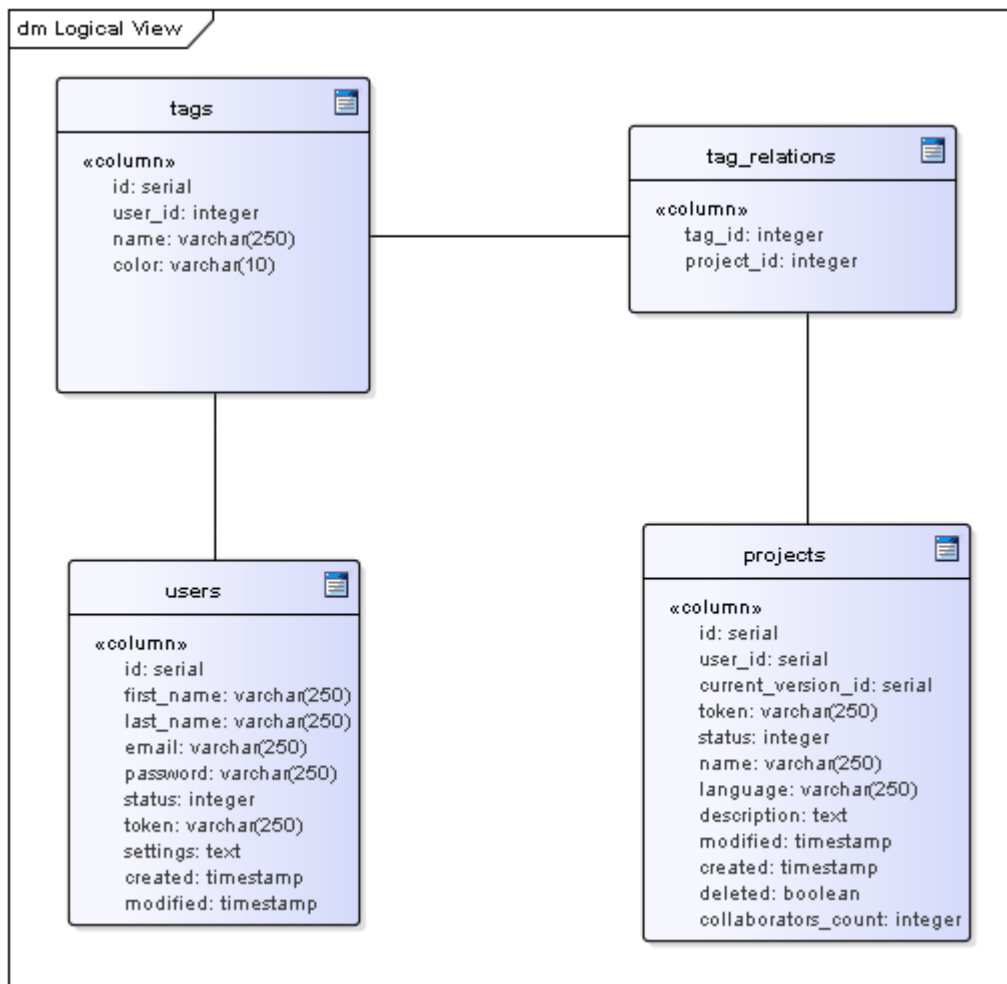 dm Logical View
tags
«column»
id: serial
user_id: integer
name: varchar(250)
color: varchar(10)
tag_relations
«column»
tag_id: integer
project_id: integer
users
«column»
id: serial
first_name: varchar(250)
last_name: varchar(250)
email: varchar(250)
password: varchar(250)
status: integer
token: varchar(250)
settings: text
created: timestamp
modified: timestamp
projects
«column»
id: serial
user_id: serial
current_version_id: serial
token: varchar(250)
status: integer
name: varchar(250)
language: varchar(250)
description: text
modified: timestamp
created: timestamp
deleted: boolean
collaborators_count: integer